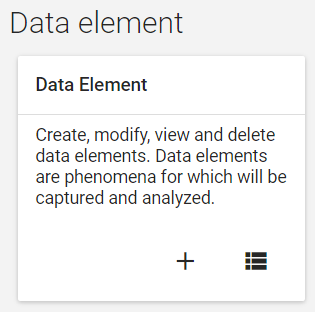 Data element
Data Element
Create, modify, view and delete
data elements. Data elements
are phenomena for which will be
captured and analyzed.